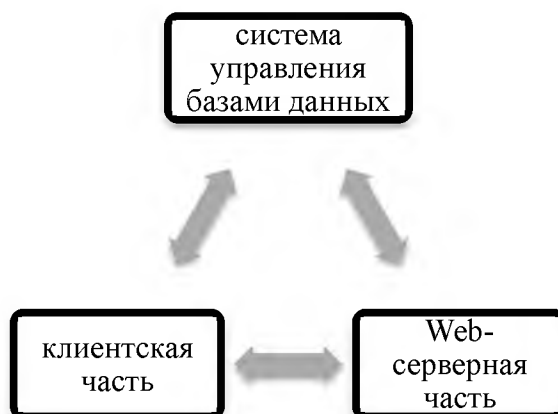 система
управления
базами данных
клиентская
часть
Web-
серверная
часть